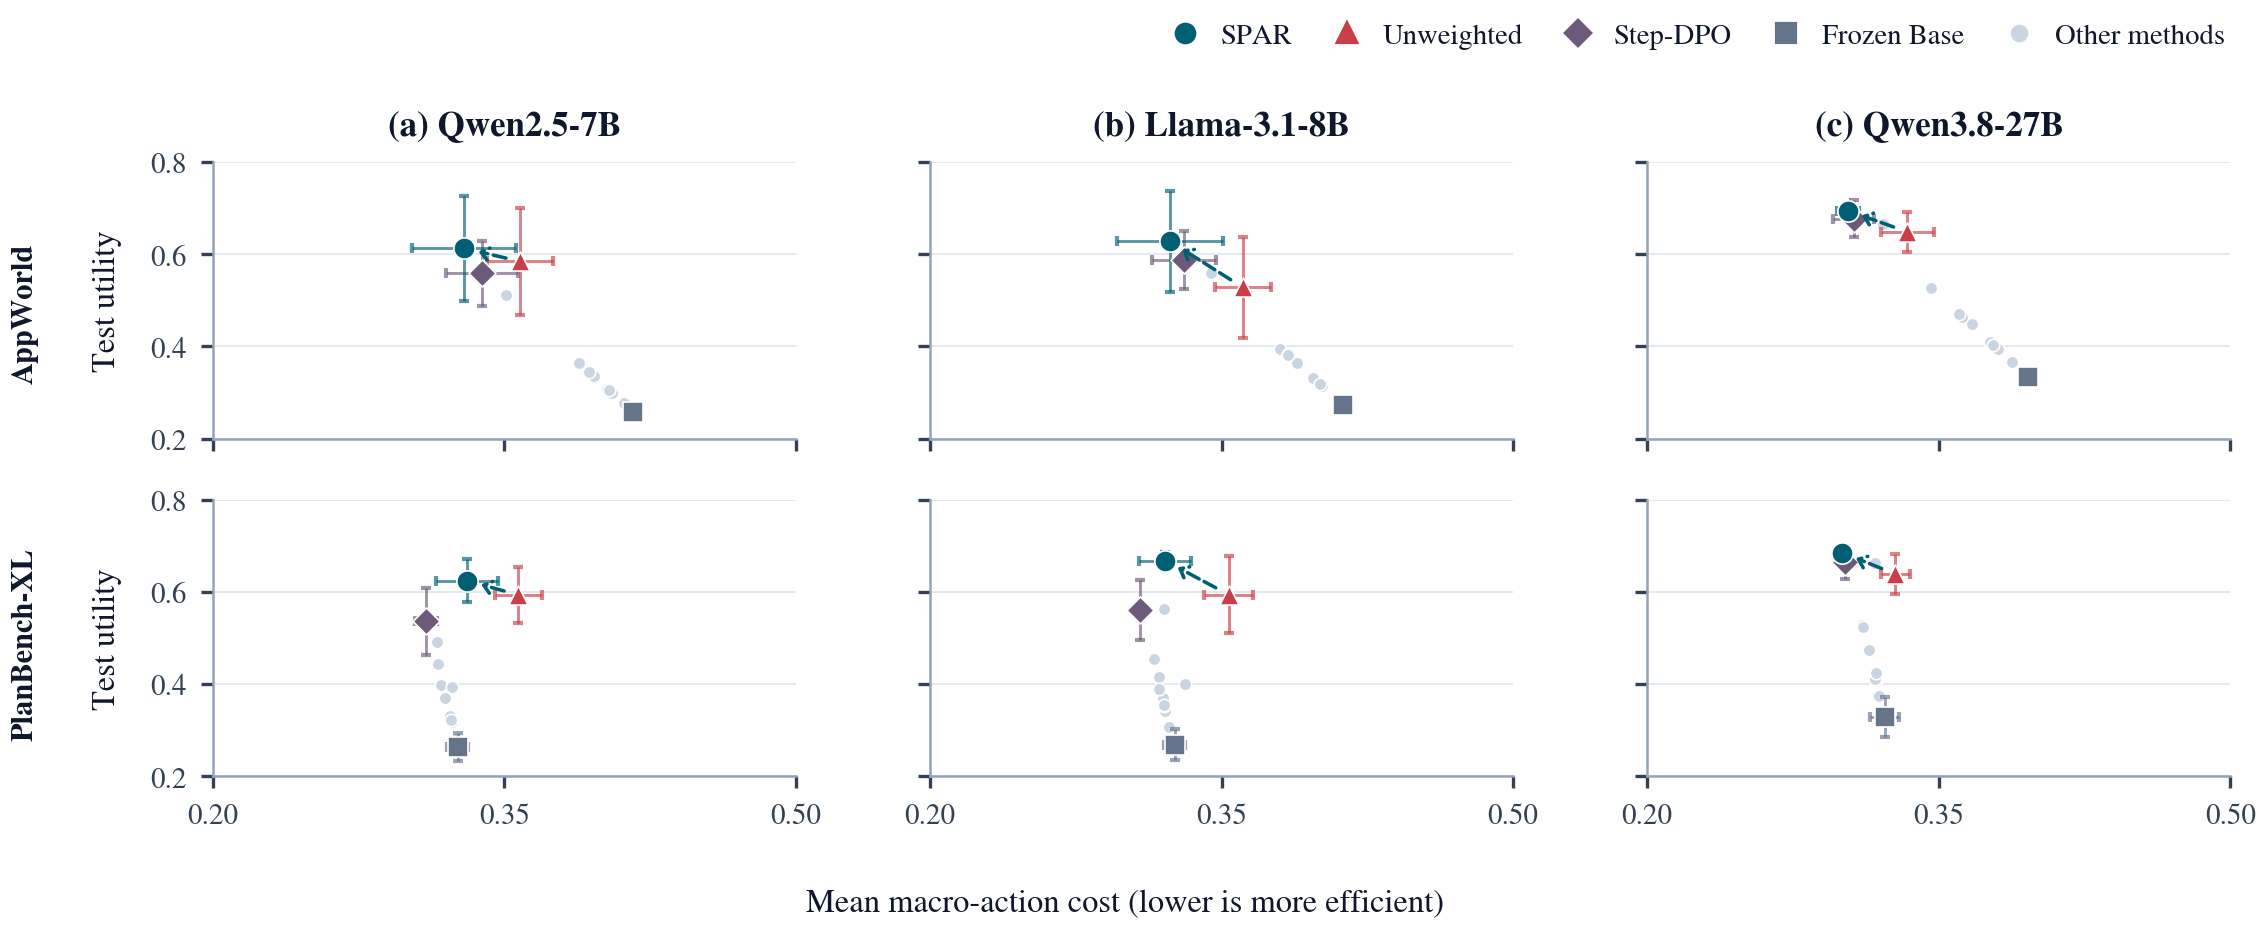 SPAR Unweighted Step-DPO Frozen Base Other methods
(a) Qwen2.5-7B (b) Llama-3.1-8B (c) Qwen3.8-27B
AppWorld
Test utility
0.8
0.6
0.4
0.2
PlanBench-XL
Test utility
0.8
0.6
0.4
0.2
0.20 0.35 0.50 0.20 0.35 0.50 0.20 0.35 0.50
Mean macro-action cost (lower is more efficient)